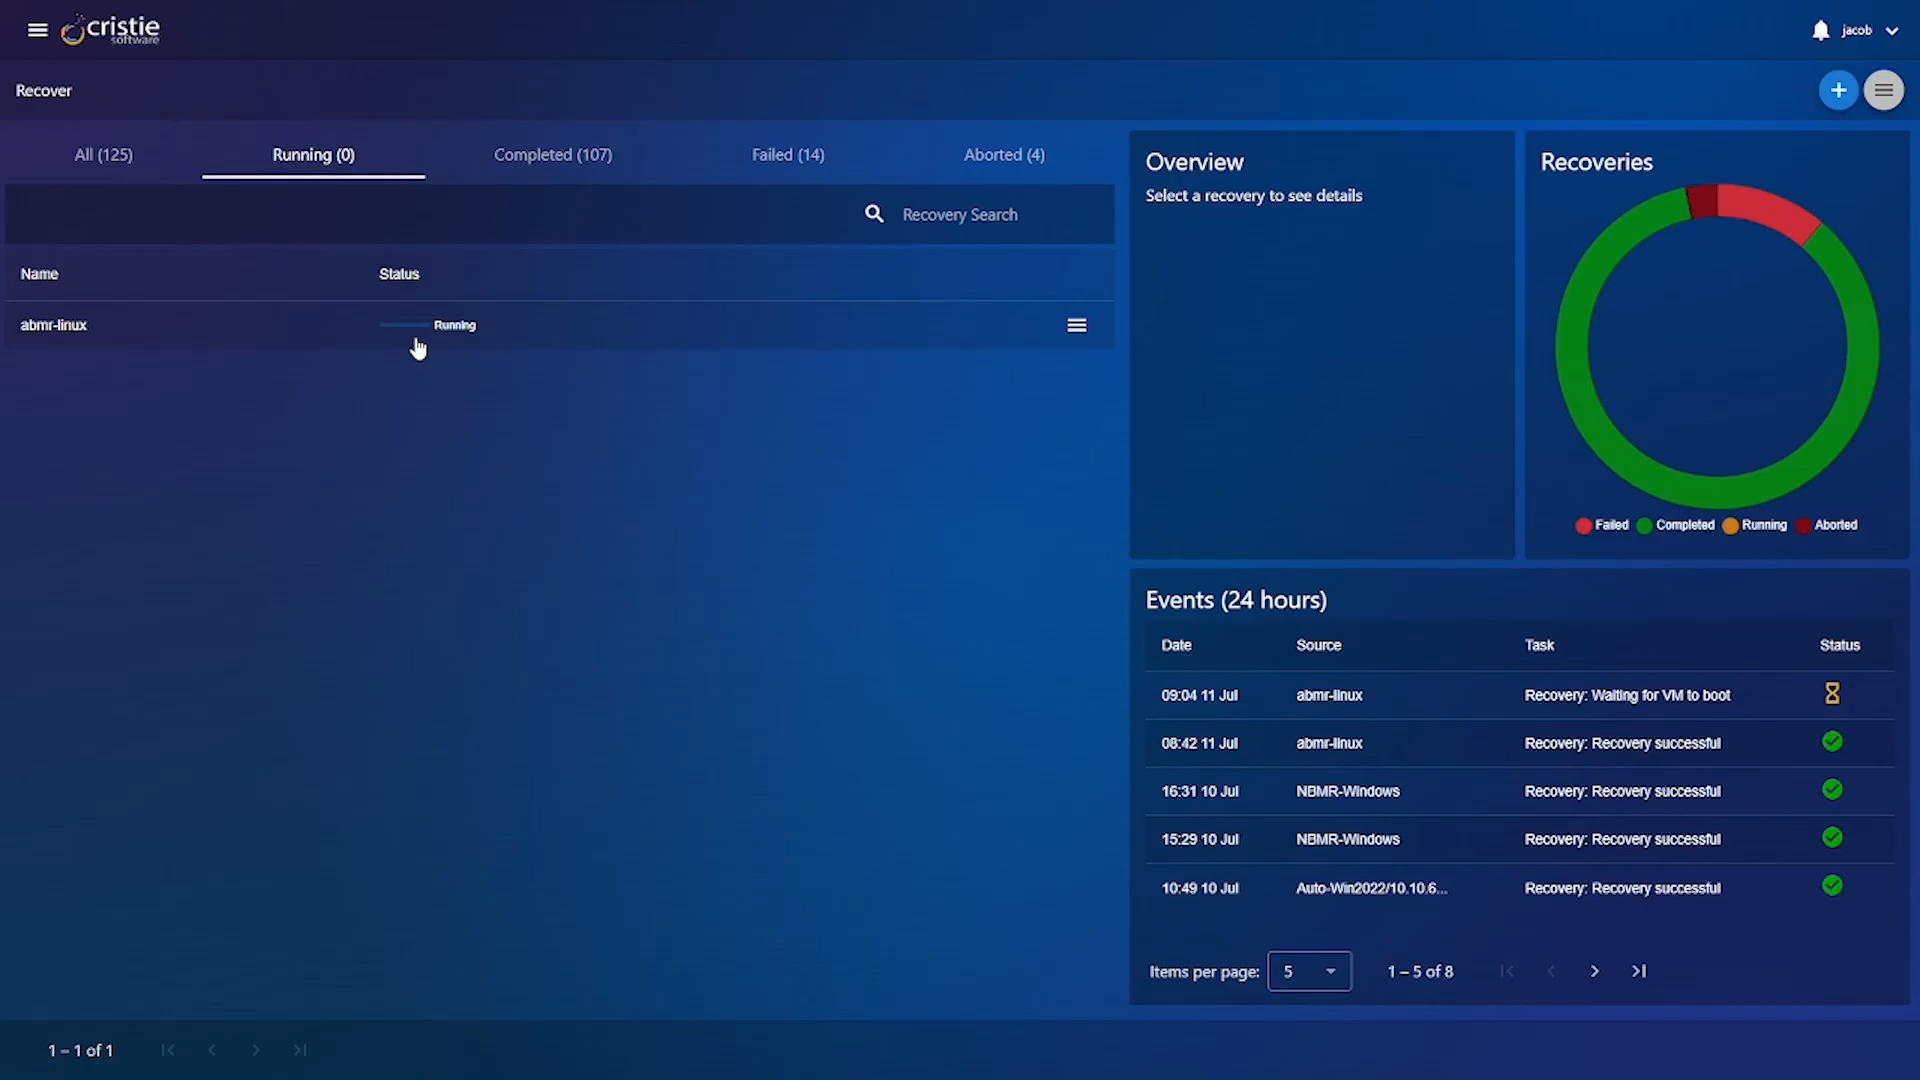 cristie
software
jacob
Recover
All (125)
Running (0)
Completed (107)
Failed (14)
Aborted (4)
Recovery Search
Name
Status
abmr-linux
Running
Overview
Select a recovery to see details
Recoveries
Failed
Completed
Running
Aborted
Events (24 hours)
Date Source Task Status
09:04 11 Jul abmr-linux Recovery: Waiting for VM to boot
08:42 11 Jul abmr-linux Recovery: Recovery successful
16:31 10 Jul NBMR-Windows Recovery: Recovery successful
15:29 10 Jul NBMR-Windows Recovery: Recovery successful
10:49 10 Jul Auto-Win2022/10.10.6... Recovery: Recovery successful
Items per page: 5 1 – 5 of 8
1 – 1 of 1